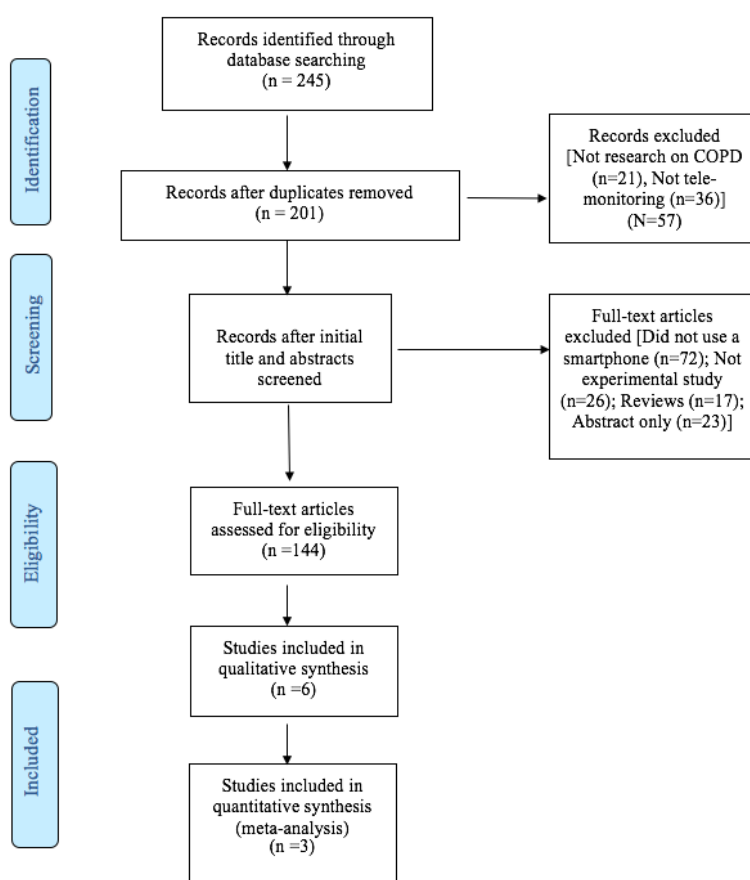 Records identified through
database searching
(n = 245)
Identification
Records after duplicates removed
(n = 201)
Records excluded
[Not research on COPD
(n=21), Not tele-
monitoring (n=36)]
(N=57)
Screening
Records after initial
title and abstracts
screened
Full-text articles
excluded [Did not use a
smartphone (n=72); Not
experimental study
(n=26); Reviews (n=17);
Abstract only (n=23)]
Eligibility
Full-text articles
assessed for eligibility
(n =144)
Studies included in
qualitative synthesis
(n =6)
Included
Studies included in
quantitative synthesis
(meta-analysis)
(n =3)